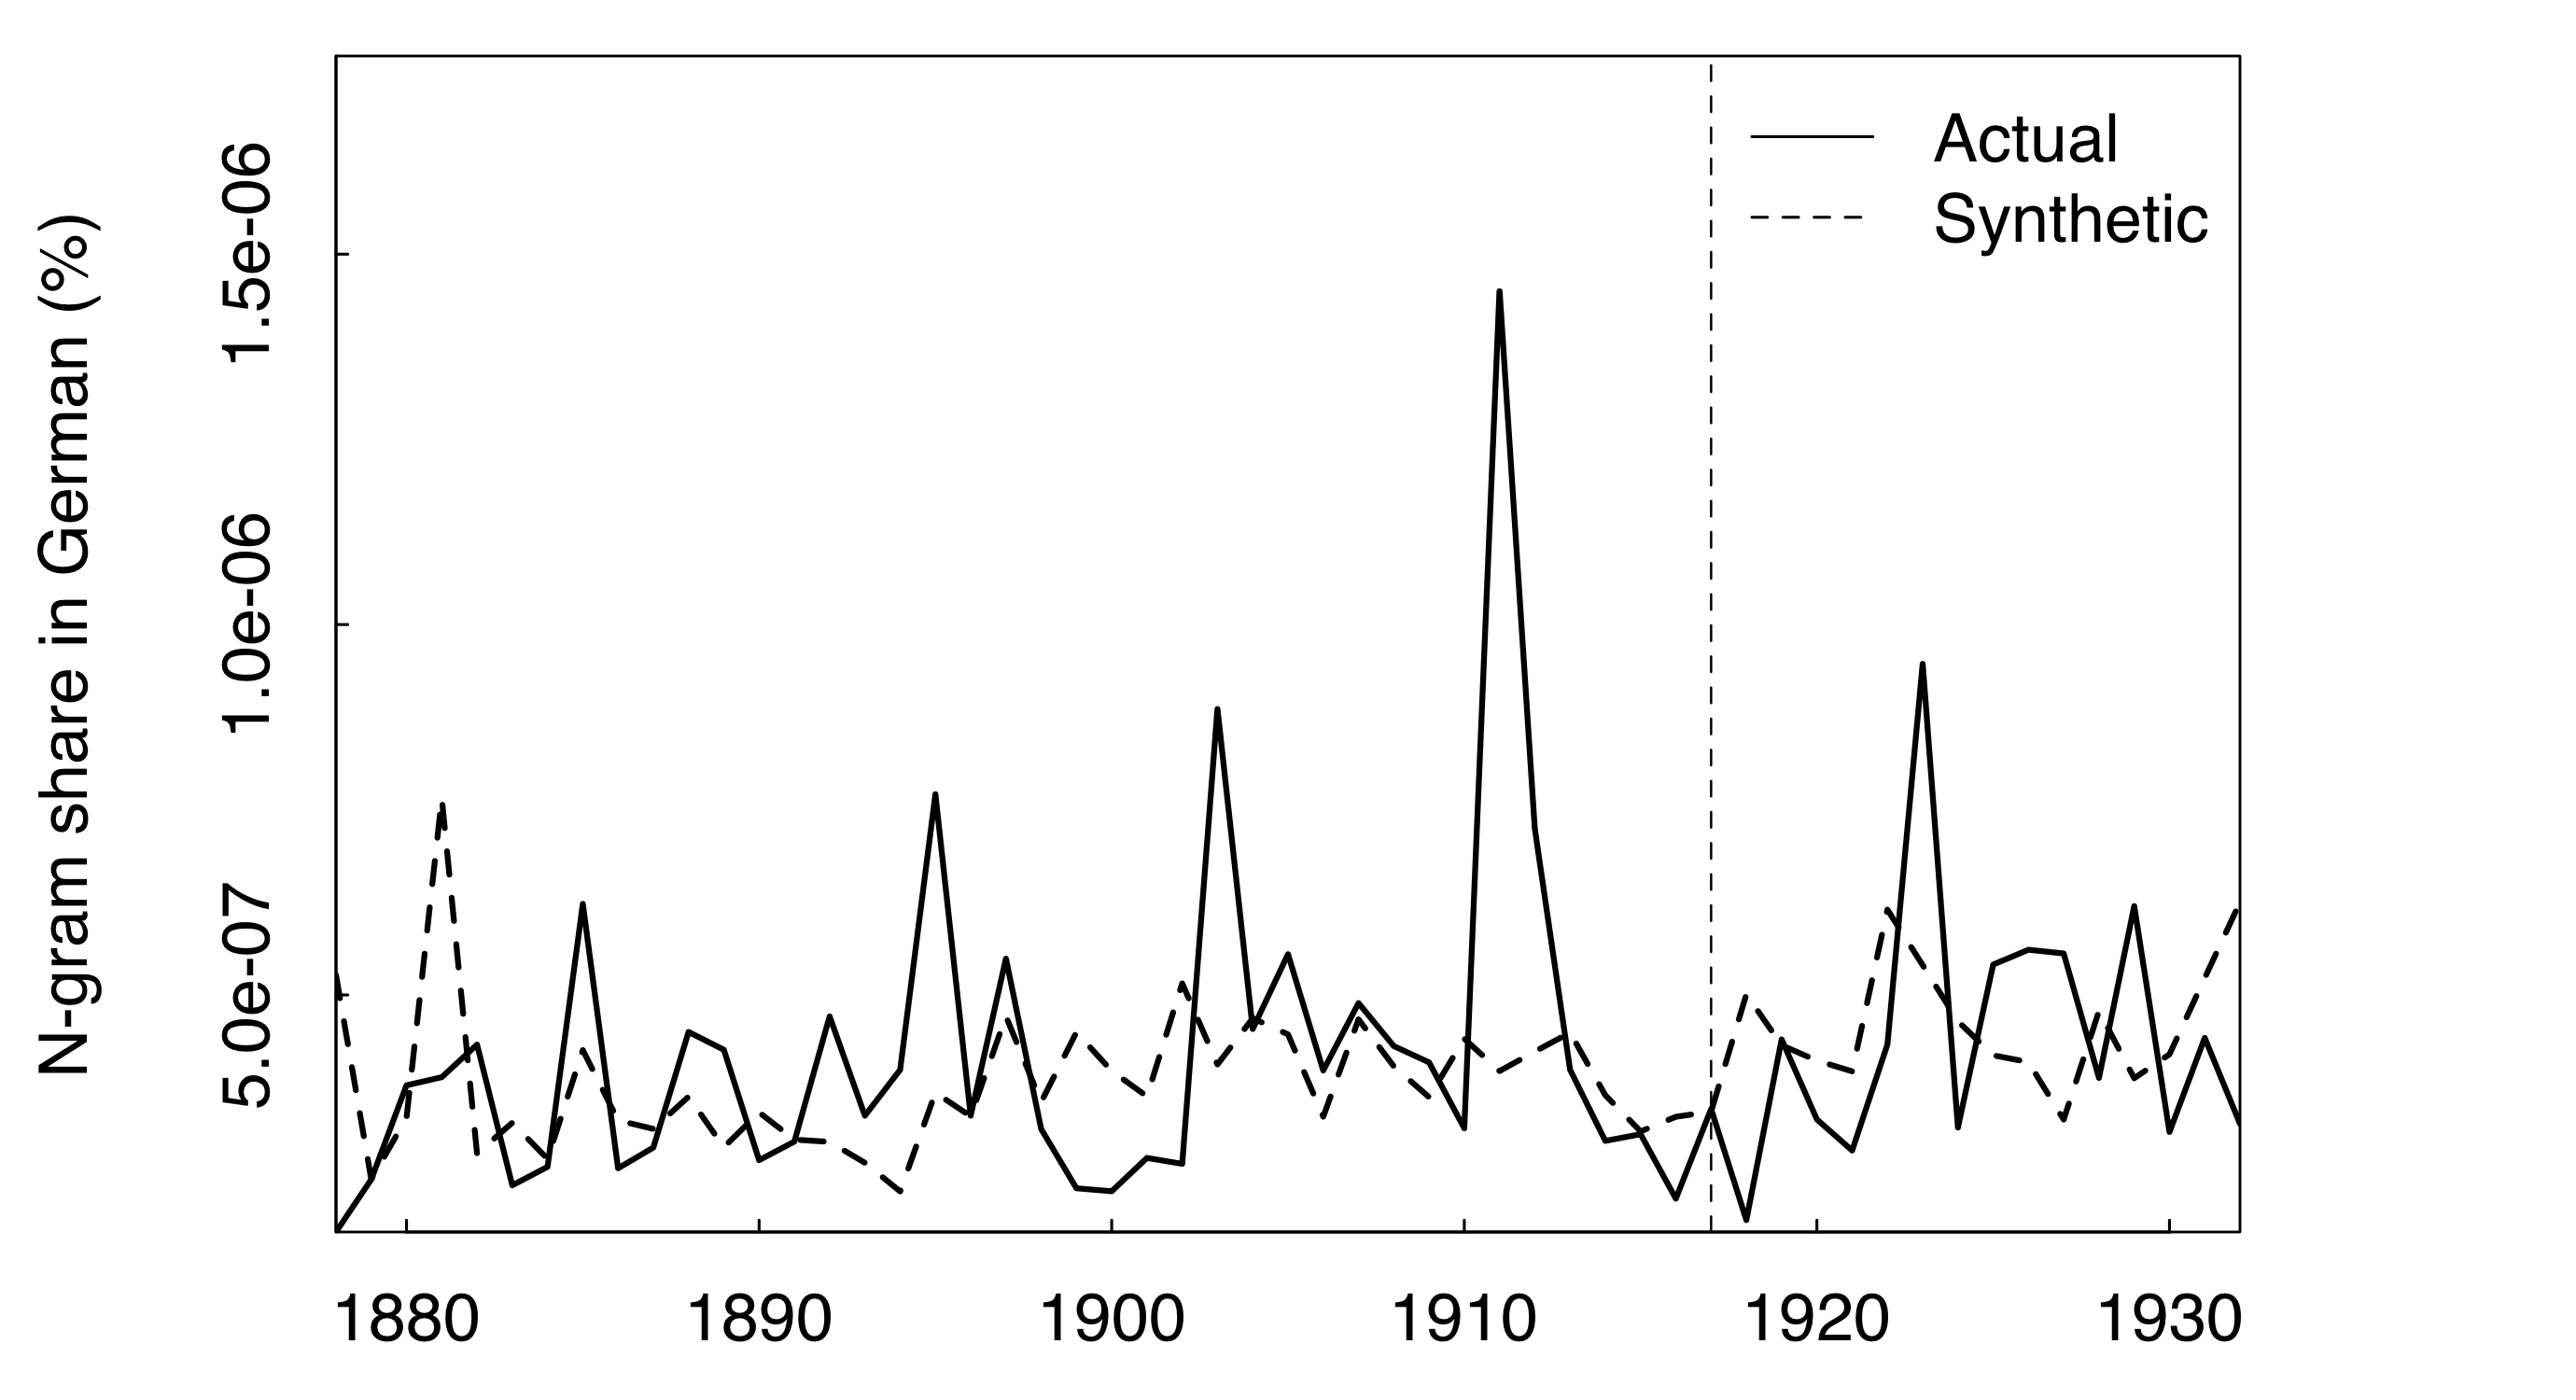 N-gram share in German (%)
1.5e-06
1.0e-06
5.0e-07
Actual
Synthetic
1880 1890 1900 1910 1920 1930